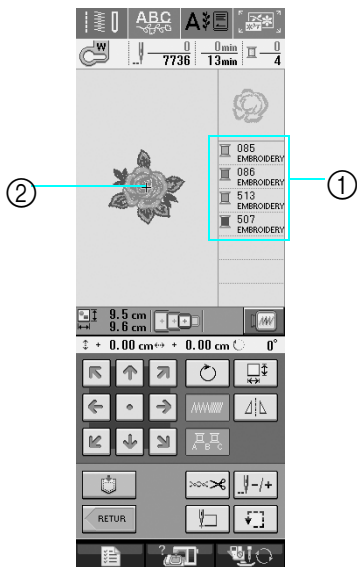 ABC
A
W
0
7736
0min
13min
0
4
085
EMBROIDERY
086
EMBROIDERY
513
EMBROIDERY
507
EMBROIDERY
①
②
9.5 cm
9.6 cm
+ 0.00 cm + 0.00 cm 0°
A B C
-/+
RETUR
?